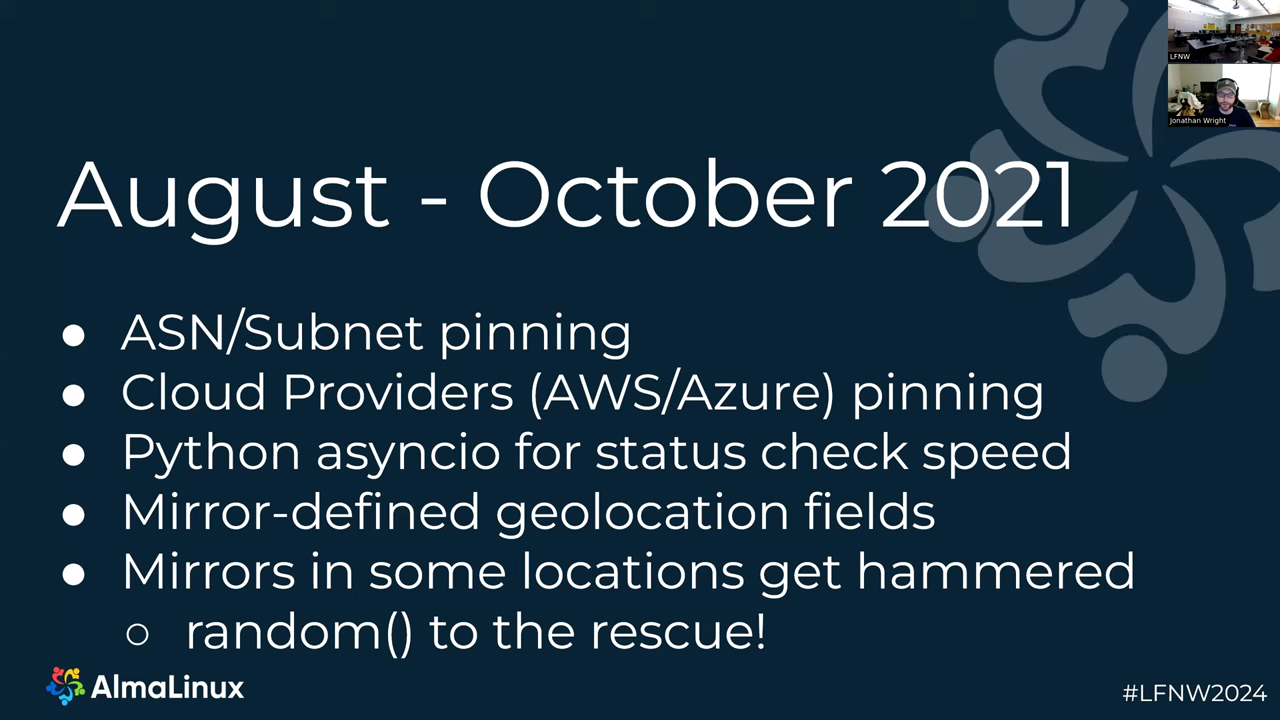 LFNW
Jonathan Wright
August - October 2021
● ASN/Subnet pinning
● Cloud Providers (AWS/Azure) pinning
● Python asyncio for status check speed
● Mirror-defined geolocation fields
● Mirrors in some locations get hammered
○ random() to the rescue!
AlmaLinux
#LFNW2024